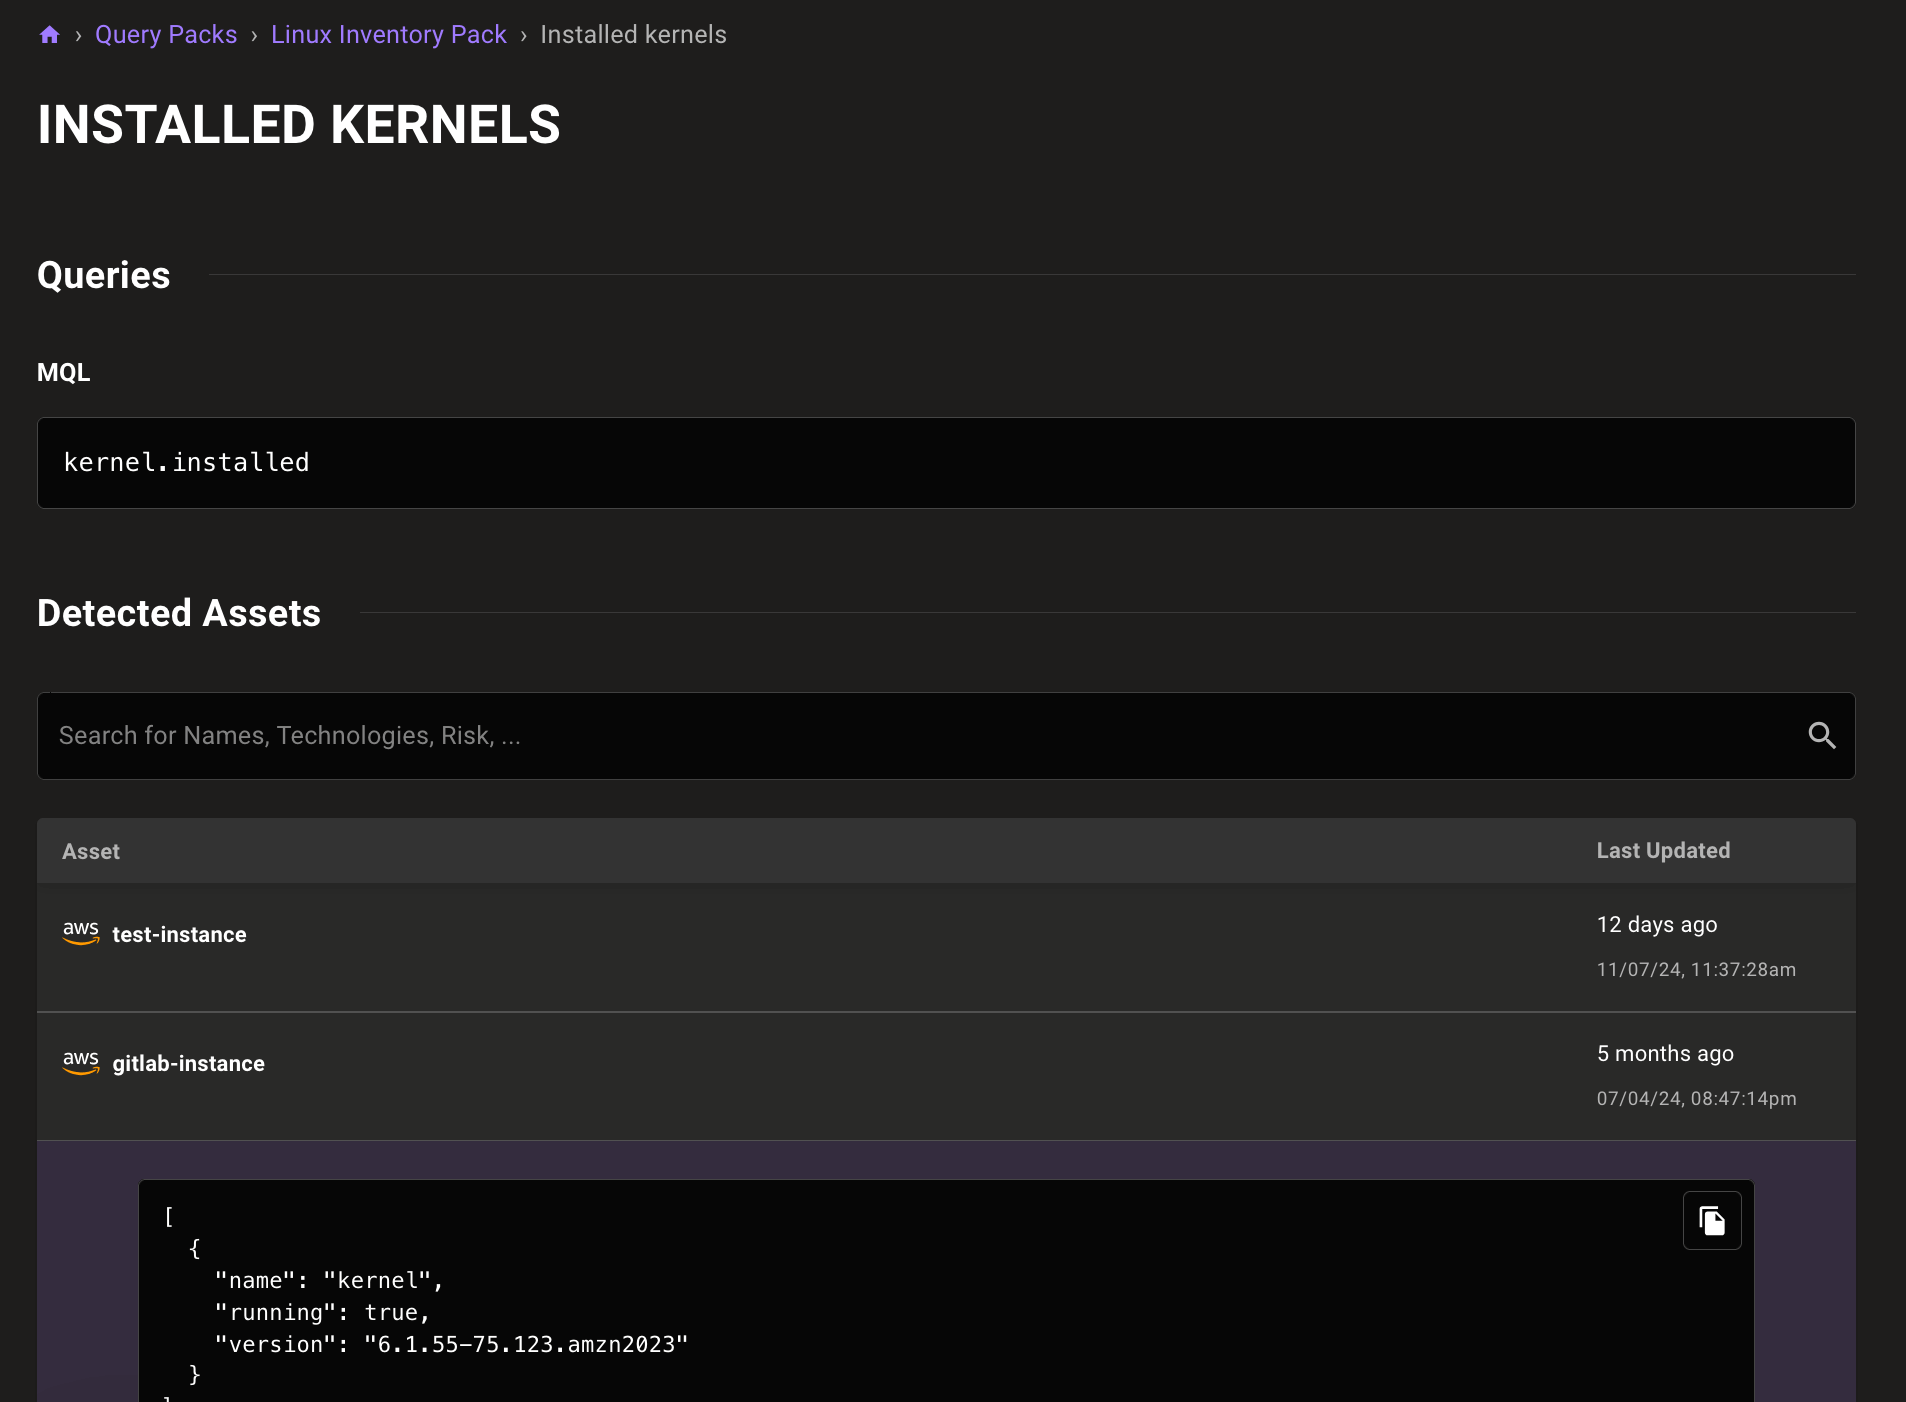 › Query Packs › Linux Inventory Pack › Installed kernels
INSTALLED KERNELS
Queries
MQL
kernel.installed
Detected Assets
Search for Names, Technologies, Risk, ...
Asset Last Updated
aws test-instance 12 days ago
11/07/24, 11:37:28am
aws gitlab-instance 5 months ago
07/04/24, 08:47:14pm
[
{
"name": "kernel",
"running": true,
"version": "6.1.55-75.123.amzn2023"
}